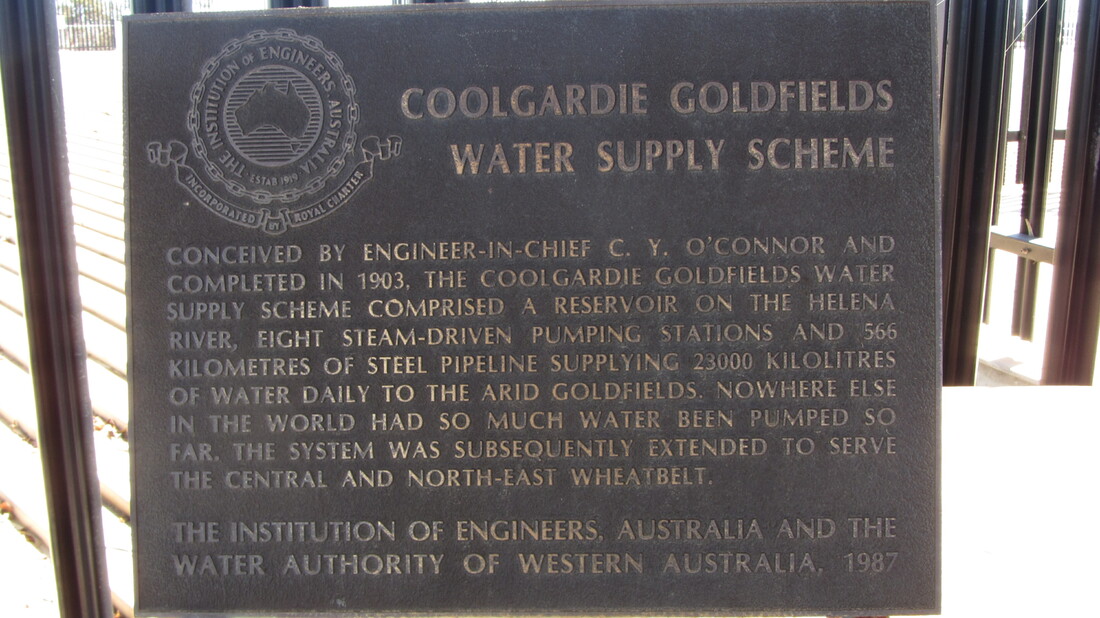 THE INSTITUTION OF ENGINEERS, AUSTRALIA
ESTAB 1919
INCORPORATED BY ROYAL CHARTER
COOLGARDIE GOLDFIELDS
WATER SUPPLY SCHEME
CONCEIVED BY ENGINEER-IN-CHIEF C. Y. O'CONNOR AND
COMPLETED IN 1903, THE COOLGARDIE GOLDFIELDS WATER
SUPPLY SCHEME COMPRISED A RESERVOIR ON THE HELENA
RIVER, EIGHT STEAM-DRIVEN PUMPING STATIONS AND 566
KILOMETRES OF STEEL PIPELINE SUPPLYING 23000 KILOLITRES
OF WATER DAILY TO THE ARID GOLDFIELDS. NOWHERE ELSE
IN THE WORLD HAD SO MUCH WATER BEEN PUMPED SO
FAR. THE SYSTEM WAS SUBSEQUENTLY EXTENDED TO SERVE
THE CENTRAL AND NORTH-EAST WHEATBELT.
THE INSTITUTION OF ENGINEERS, AUSTRALIA AND THE
WATER AUTHORITY OF WESTERN AUSTRALIA, 1987